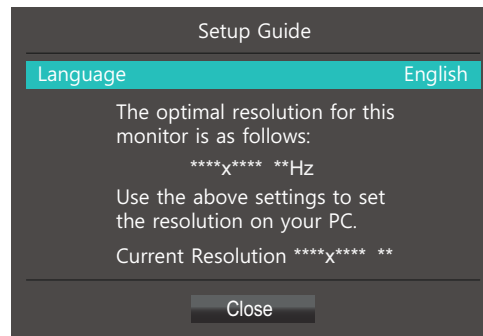 Setup Guide
Language English
The optimal resolution for this
monitor is as follows:
****x**** **Hz
Use the above settings to set
the resolution on your PC.
Current Resolution ****x**** **
Close